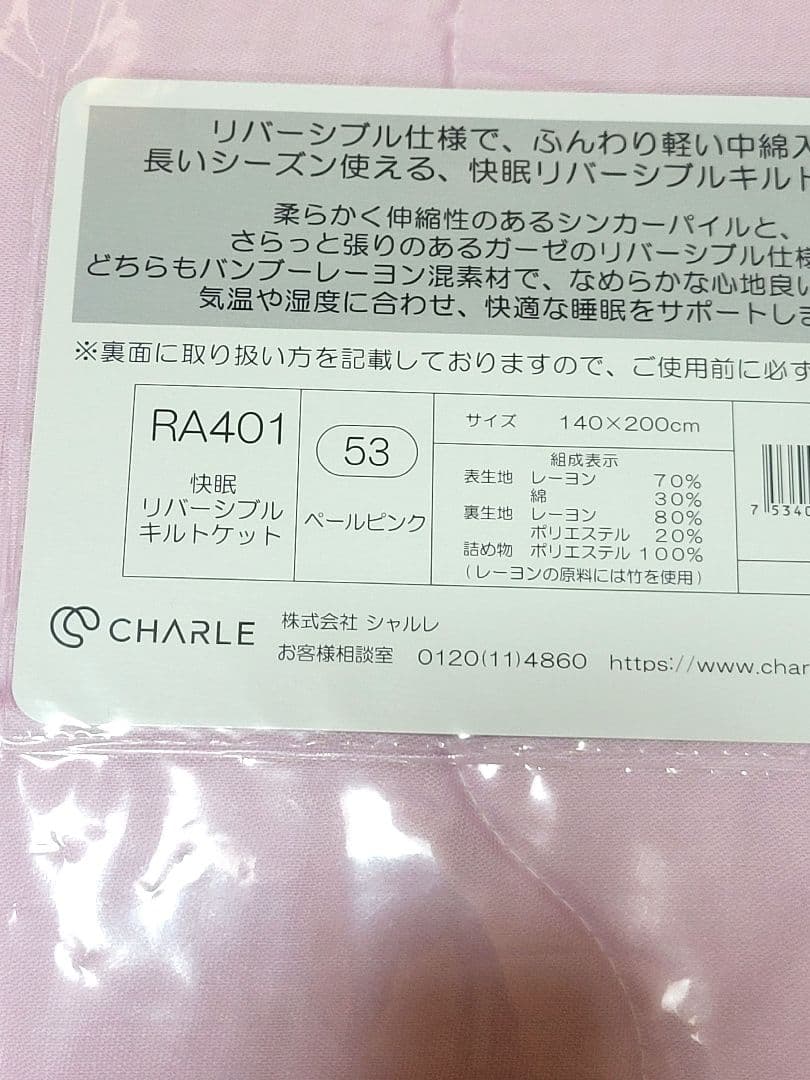 リバーシブル仕様で、ふんわり軽い中綿入
長いシーズン使える、快眠リバーシブルキルト
柔らかく伸縮性のあるシンカーパイルと、
さらっと張りのあるガーゼのリバーシブル仕様
どちらもバンブーレーヨン混素材で、なめらかな心地良い
気温や湿度に合わせ、快適な睡眠をサポートしま
※裏面に取り扱い方を記載しておりますので、ご使用前に必ず
RA401
快眠
リバーシブル
キルトケット
53
ペールピンク
サイズ 140×200cm
組成表示
表生地 レーヨン 70%
綿 30%
裏生地 レーヨン 80%
ポリエステル 20%
詰め物 ポリエステル 100%
(レーヨンの原料には竹を使用)
7 5340
CHARLE
株式会社 シャルレ
お客様相談室 0120(11)4860 https://www.char